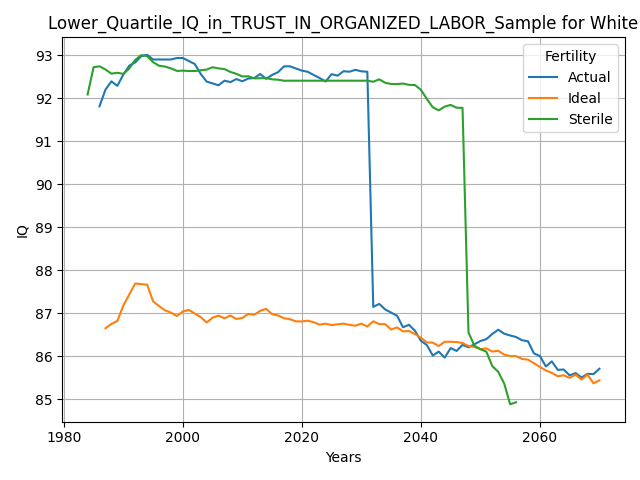 Lower_Quartile_IQ_in_TRUST_IN_ORGANIZED_LABOR_Sample for White
Fertility
Actual
Ideal
Sterile
93
92
91
90
89
88
87
86
85
IQ
1980
2000
2020
2040
2060
Years